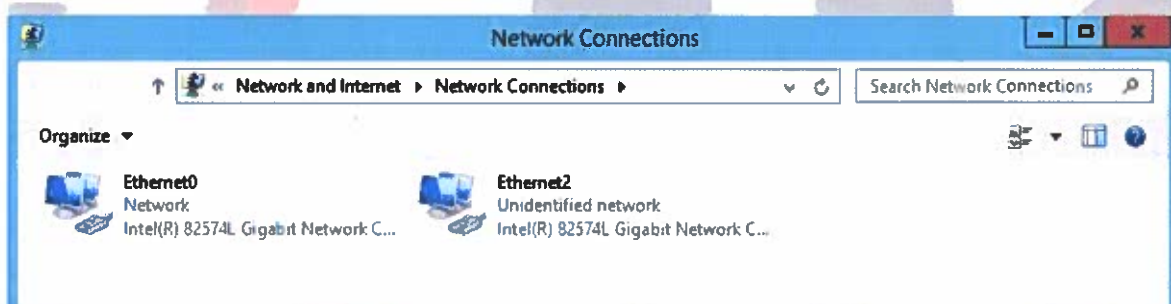 Network Connections
« Network and Internet Network Connections Search Network Connections
Organize
Ethernet0
Network
Intel(R) 82574L Gigabit Network C...
Ethernet2
Unidentified network
Intel(R) 82574L Gigabit Network C...